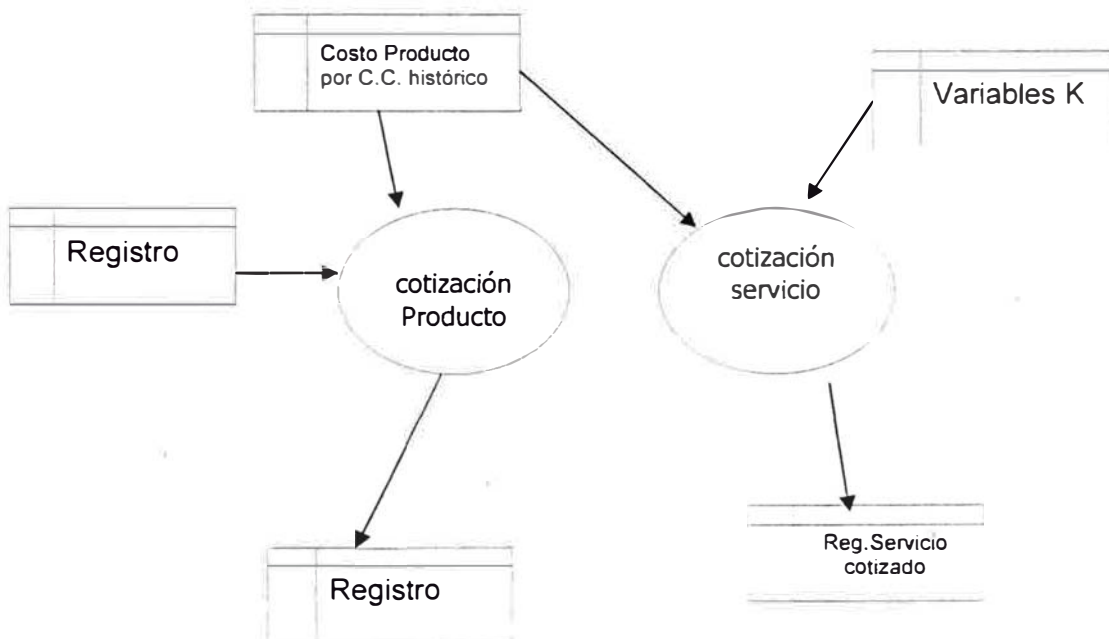 Costo Producto
por C.C. histórico
Variables K
Registro
cotización
Producto
cotización
servicio
Reg.Servicio
cotizado
Registro